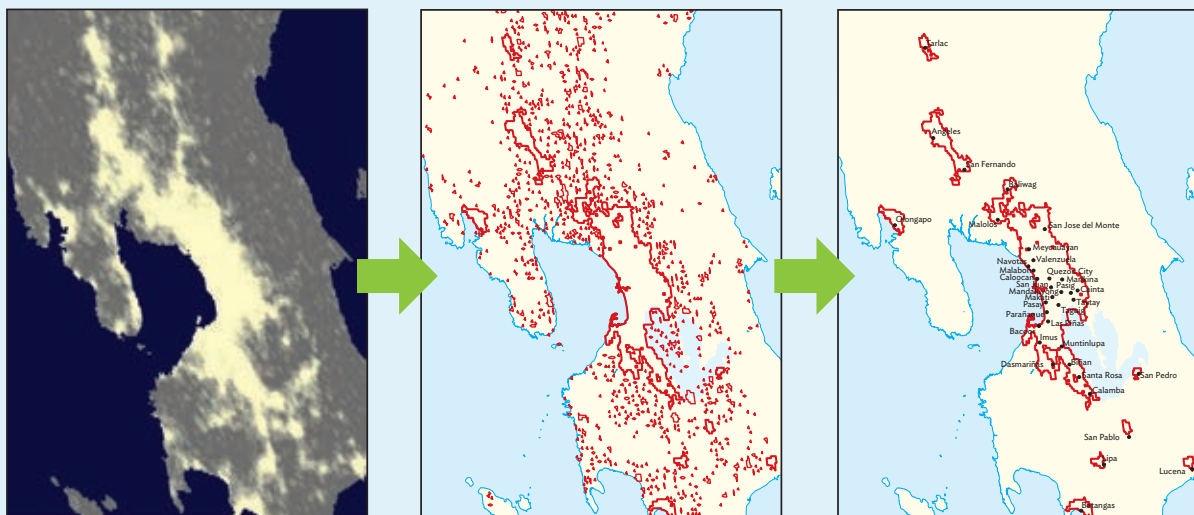 Tarlac
Angeles
San Fernando
Baliwag
Olongapo
Malolos
San Jose del Monte
Meycauayan
Valenzuela
Navotas
Malabon
Quezon City
Caloocan
Marikina
San Juan
Pasig
Cainta
Mandaluyong
Makati
Taytay
Pasay
Taguig
Parañaque
Las Piñas
Bacoor
Imus
Muntinlupa
Dasmariñas
Biñan
Santa Rosa
San Pedro
Calamba
San Pablo
Lipa
Lucena
Batangas